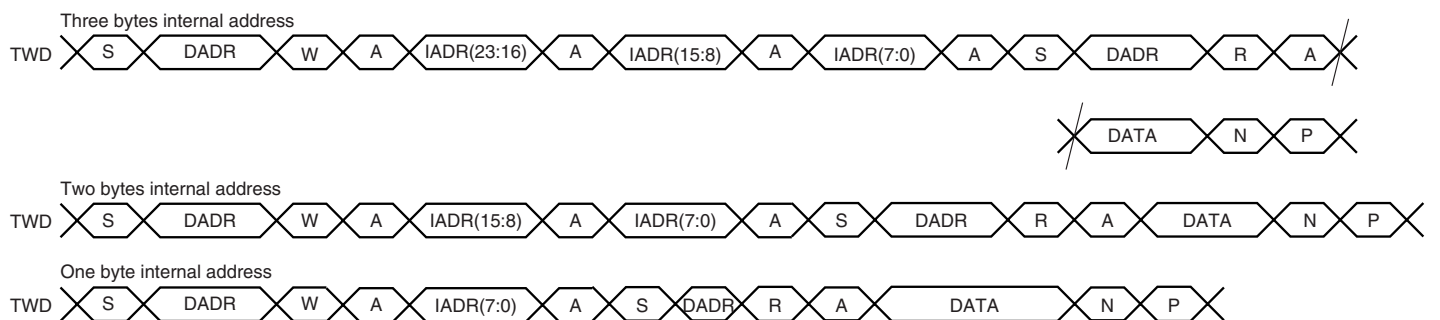 Three bytes internal address
TWD S DADR W A IADR(23:16) A IADR(15:8) A IADR(7:0) A S DADR R A
DATA N P
Two bytes internal address
TWD S DADR W A IADR(15:8) A IADR(7:0) A S DADR R A DATA N P
One byte internal address
TWD S DADR W A IADR(7:0) A S DADR R A DATA N P